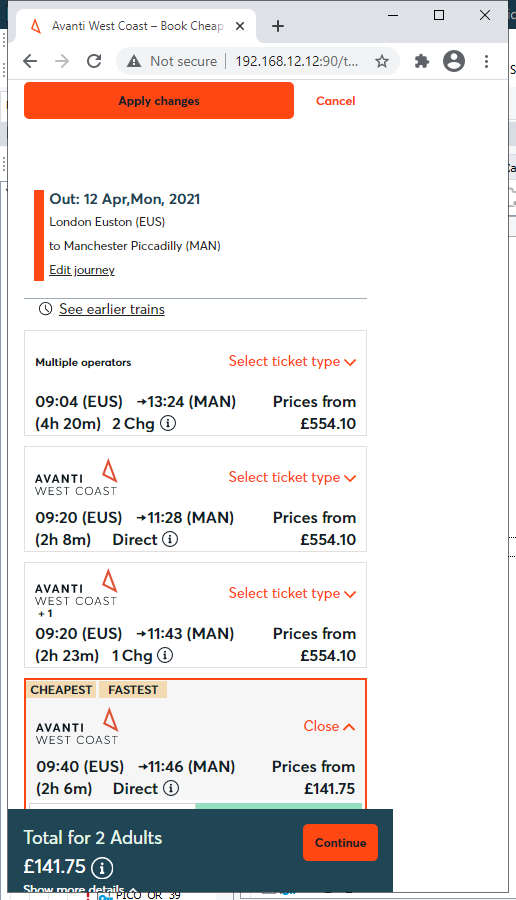 Avanti West Coast – Book Cheap
Not secure | 192.168.12.12:90/t...
Apply changes
Cancel
Out: 12 Apr,Mon, 2021
London Euston (EUS)
to Manchester Piccadilly (MAN)
Edit journey
See earlier trains
Multiple operators
Select ticket type
09:04 (EUS) →13:24 (MAN)
Prices from
(4h 20m) 2 Chg
£554.10
AVANTI
WEST COAST
Select ticket type
09:20 (EUS) →11:28 (MAN)
Prices from
(2h 8m) Direct
£554.10
AVANTI
WEST COAST
+ 1
Select ticket type
09:20 (EUS) →11:43 (MAN)
Prices from
(2h 23m) 1 Chg
£554.10
CHEAPEST FASTEST
AVANTI
WEST COAST
Close
09:40 (EUS) →11:46 (MAN)
Prices from
(2h 6m) Direct
£141.75
Total for 2 Adults
£141.75
Continue
Show more details
PICO_OR_39